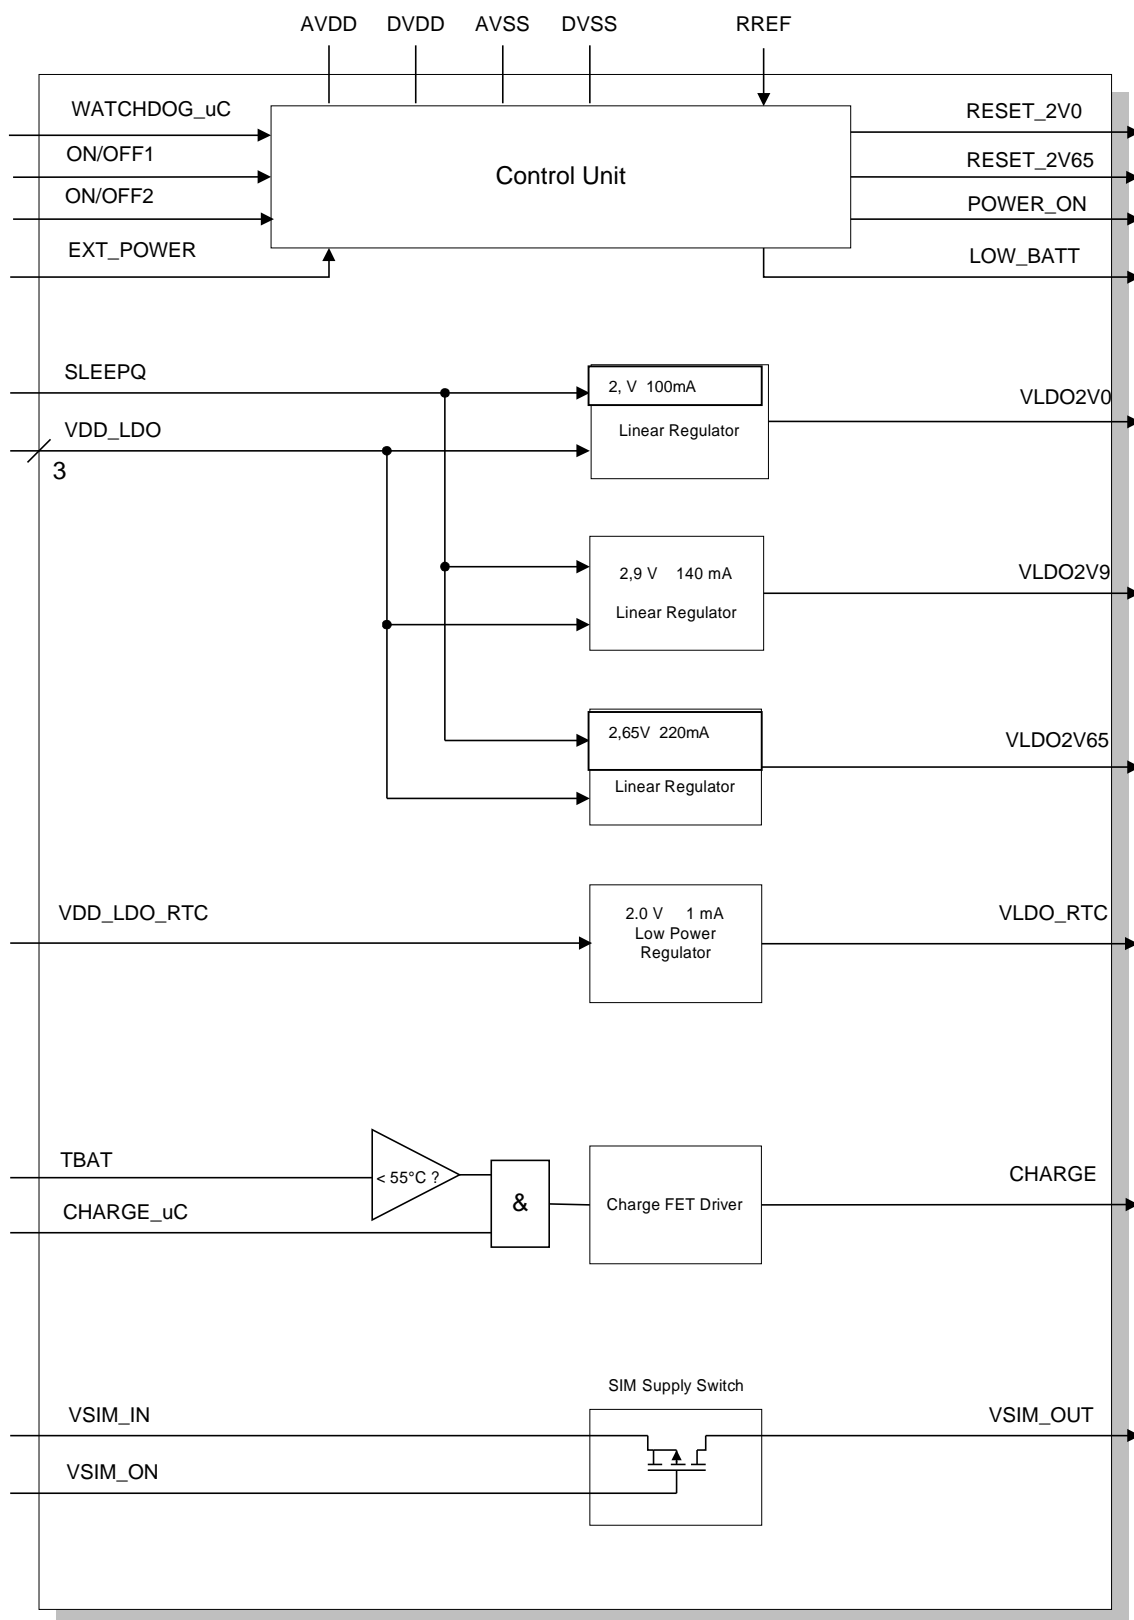 AVDD DVDD AVSS DVSS RREF
WATCHDOG_uC
RESET_2V0
ON/OFF1
RESET_2V65
Control Unit
ON/OFF2
POWER_ON
EXT_POWER
LOW_BATT
SLEEPQ
2, V 100mA
VLDO2V0
VDD_LDO
Linear Regulator
3
2,9 V 140 mA
VLDO2V9
Linear Regulator
2,65V 220mA
VLDO2V65
Linear Regulator
VDD_LDO_RTC
2.0 V 1 mA
VLDO_RTC
Low Power
Regulator
TBAT
< 55°C ?
CHARGE
CHARGE_uC
&
Charge FET Driver
SIM Supply Switch
VSIM_IN
VSIM_OUT
VSIM_ON